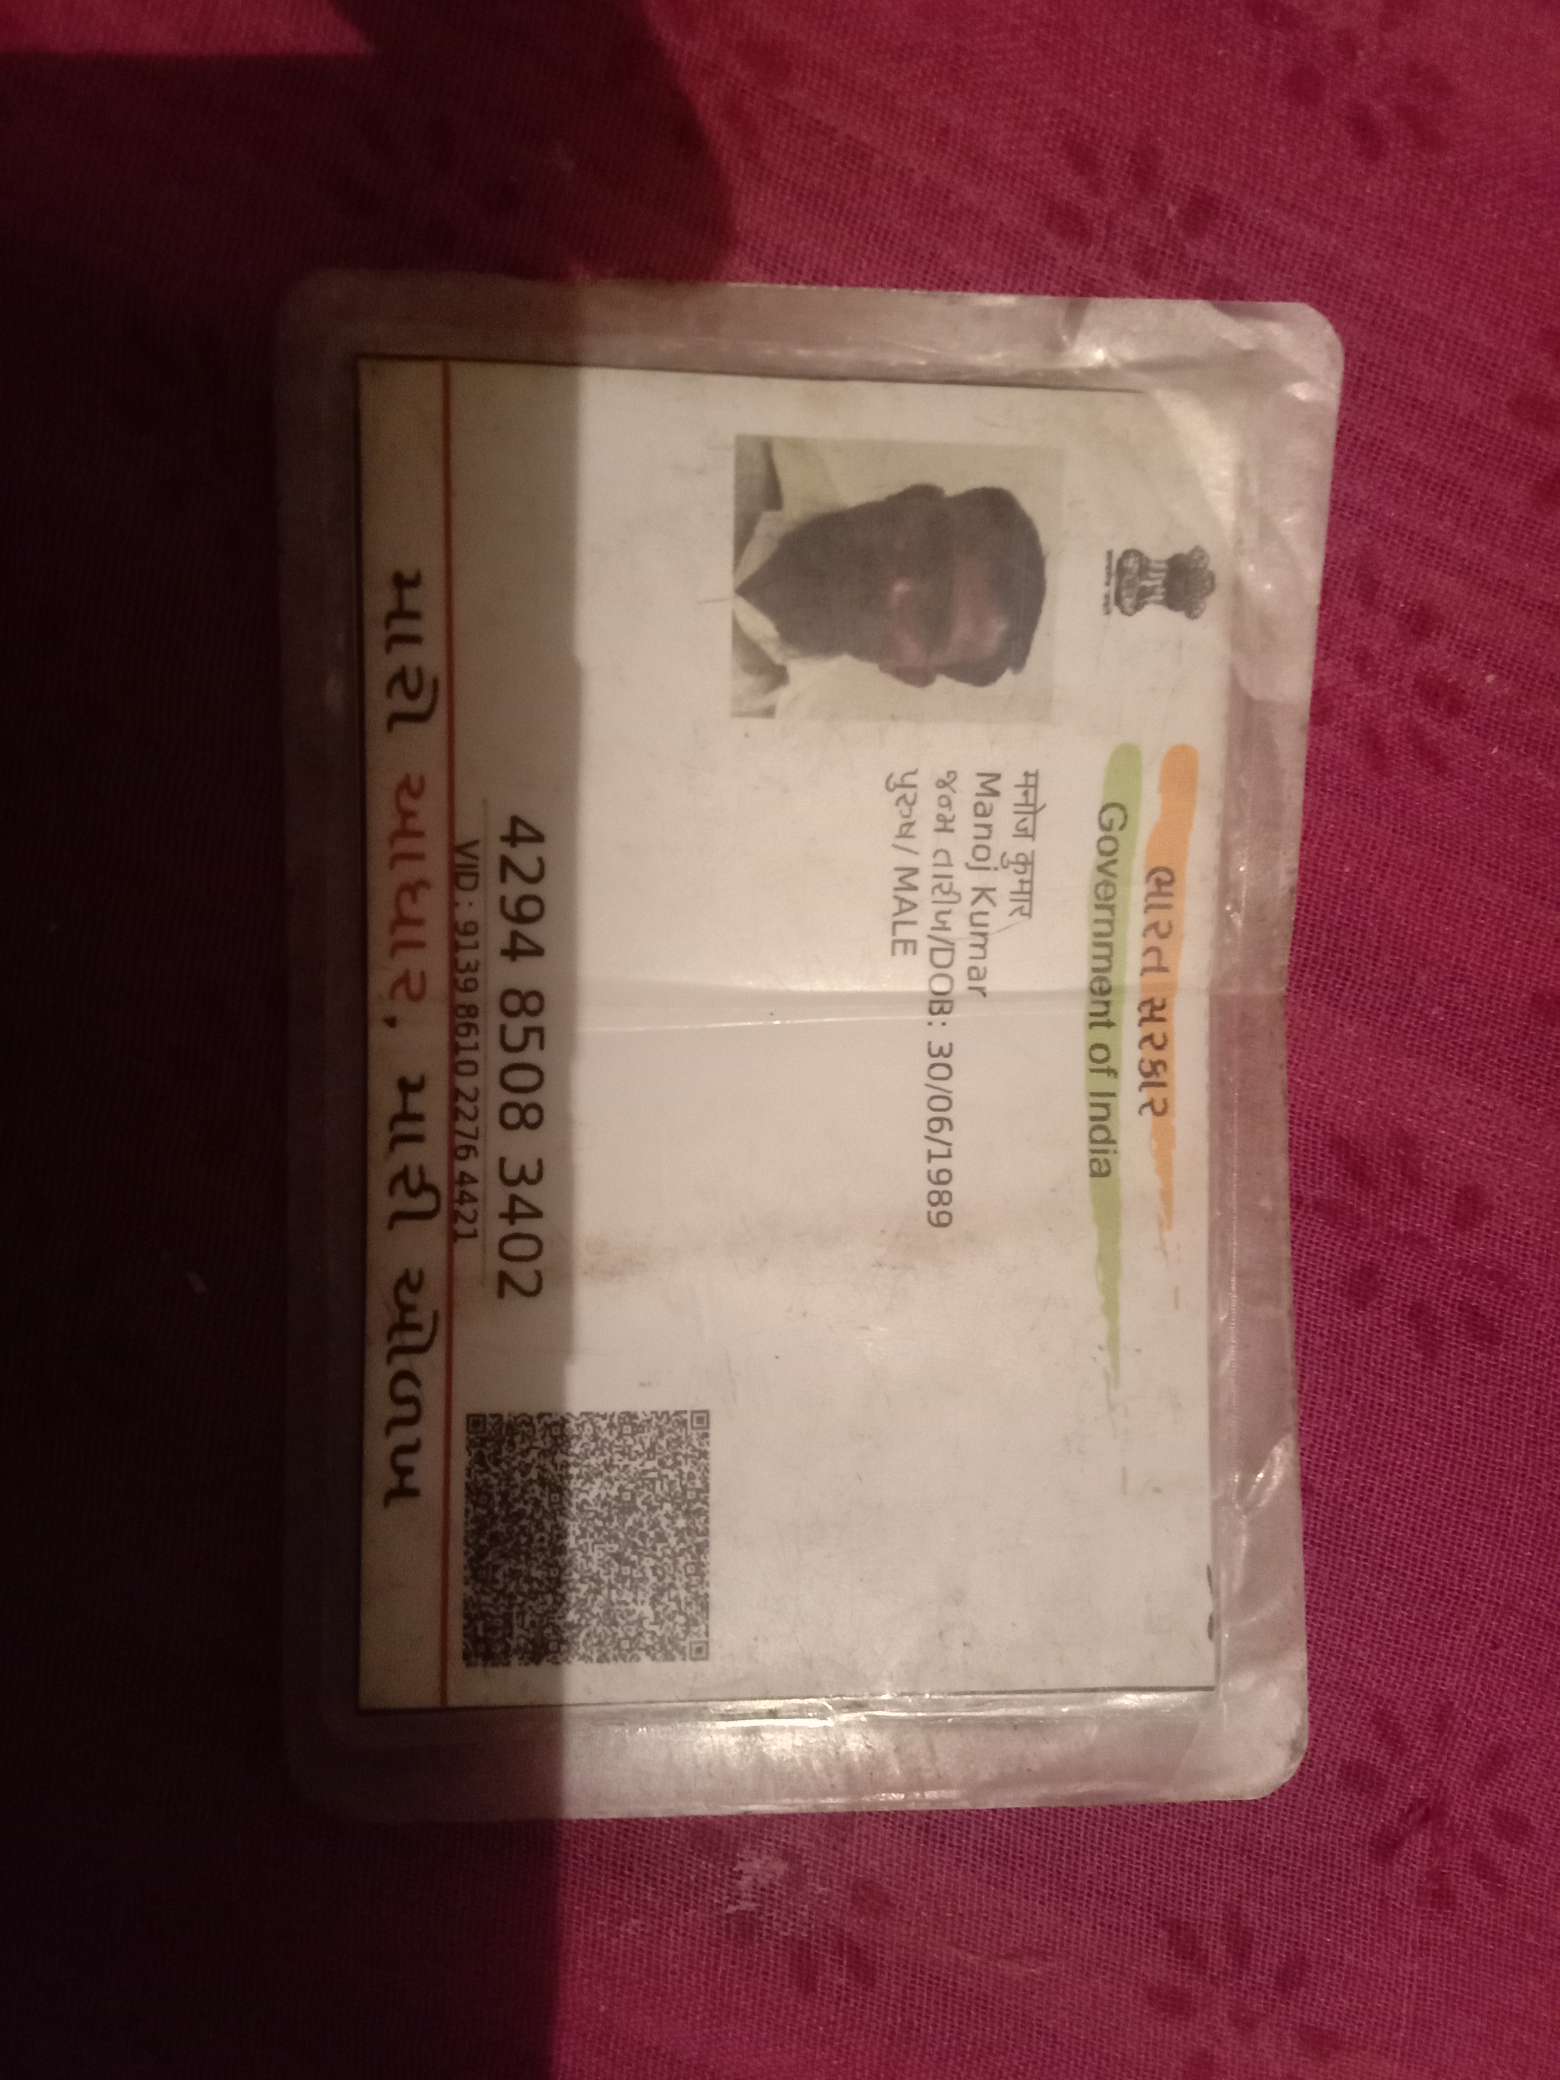 ભારત સરકાર
Government of India
मनोज कुमार
Manoj Kumar
જન્મ તારીખ/DOB: 30/06/1989
પુરુષ/ MALE
4294 8508 3402
VID : 9139 8610 2276 4421
મારો આધાર, મારી ઓળખ